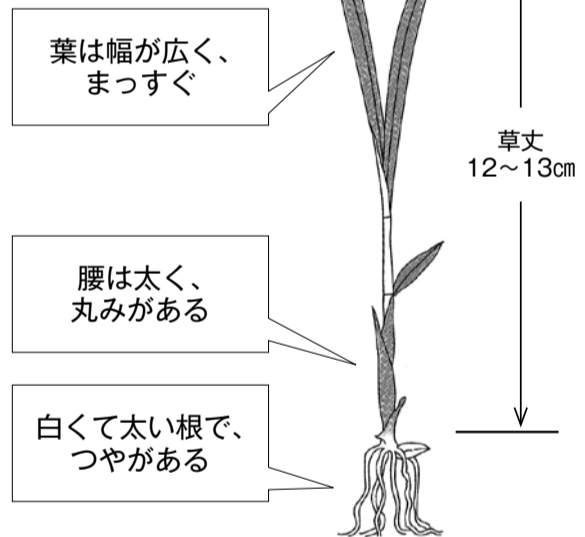 葉は幅が広く、
まっすぐ
草丈
12〜13㎝
腰は太く、
丸みがある
白くて太い根で、
つやがある